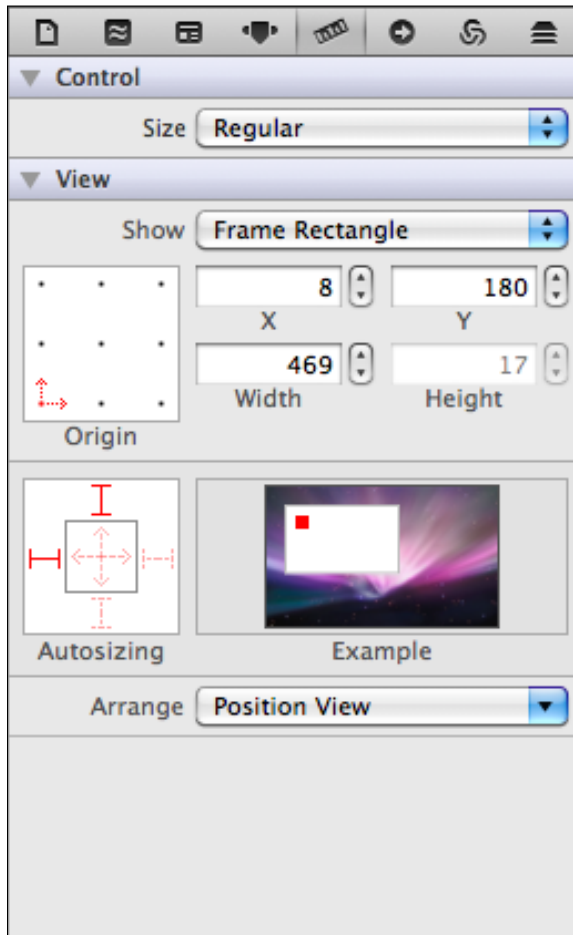 Control
Size Regular
View
Show Frame Rectangle
8 180
X Y
469 17
Width Height
Origin
Autosizing Example
Arrange Position View